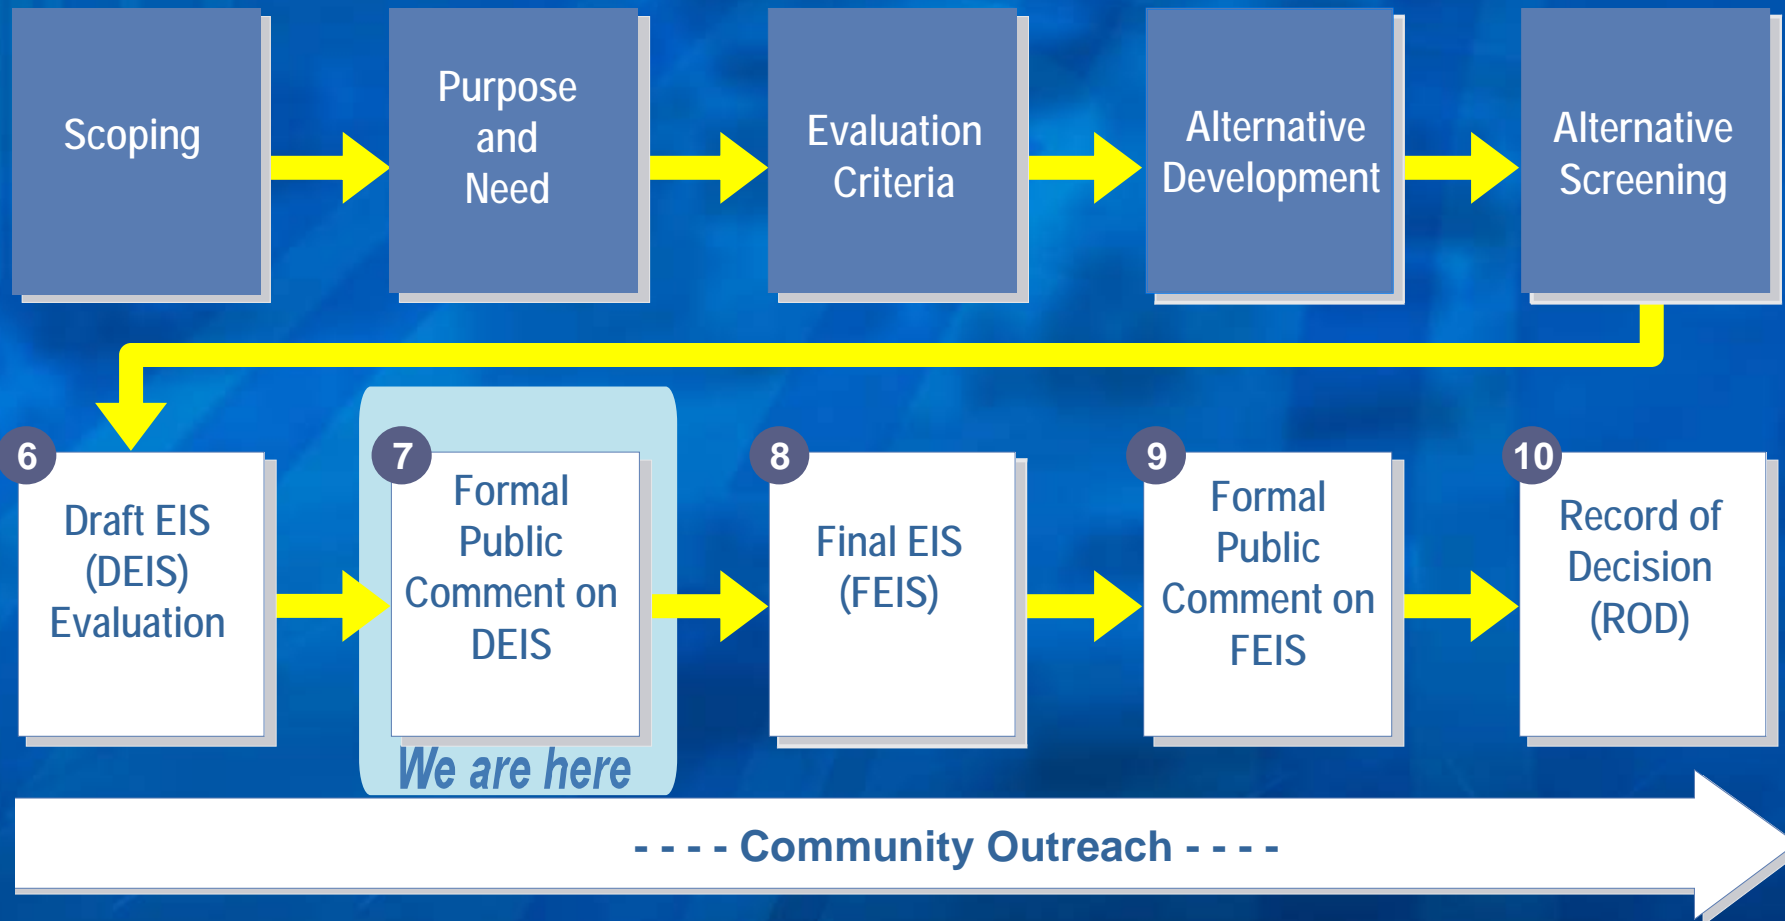 Scoping
Purpose
and
Need
Evaluation
Criteria
Alternative
Development
Alternative
Screening
6
Draft EIS
(DEIS)
Evaluation
7
Formal
Public
Comment on
DEIS
We are here
8
Final EIS
(FEIS)
9
Formal
Public
Comment on
FEIS
10
Record of
Decision
(ROD)
- - - - Community Outreach - - - -